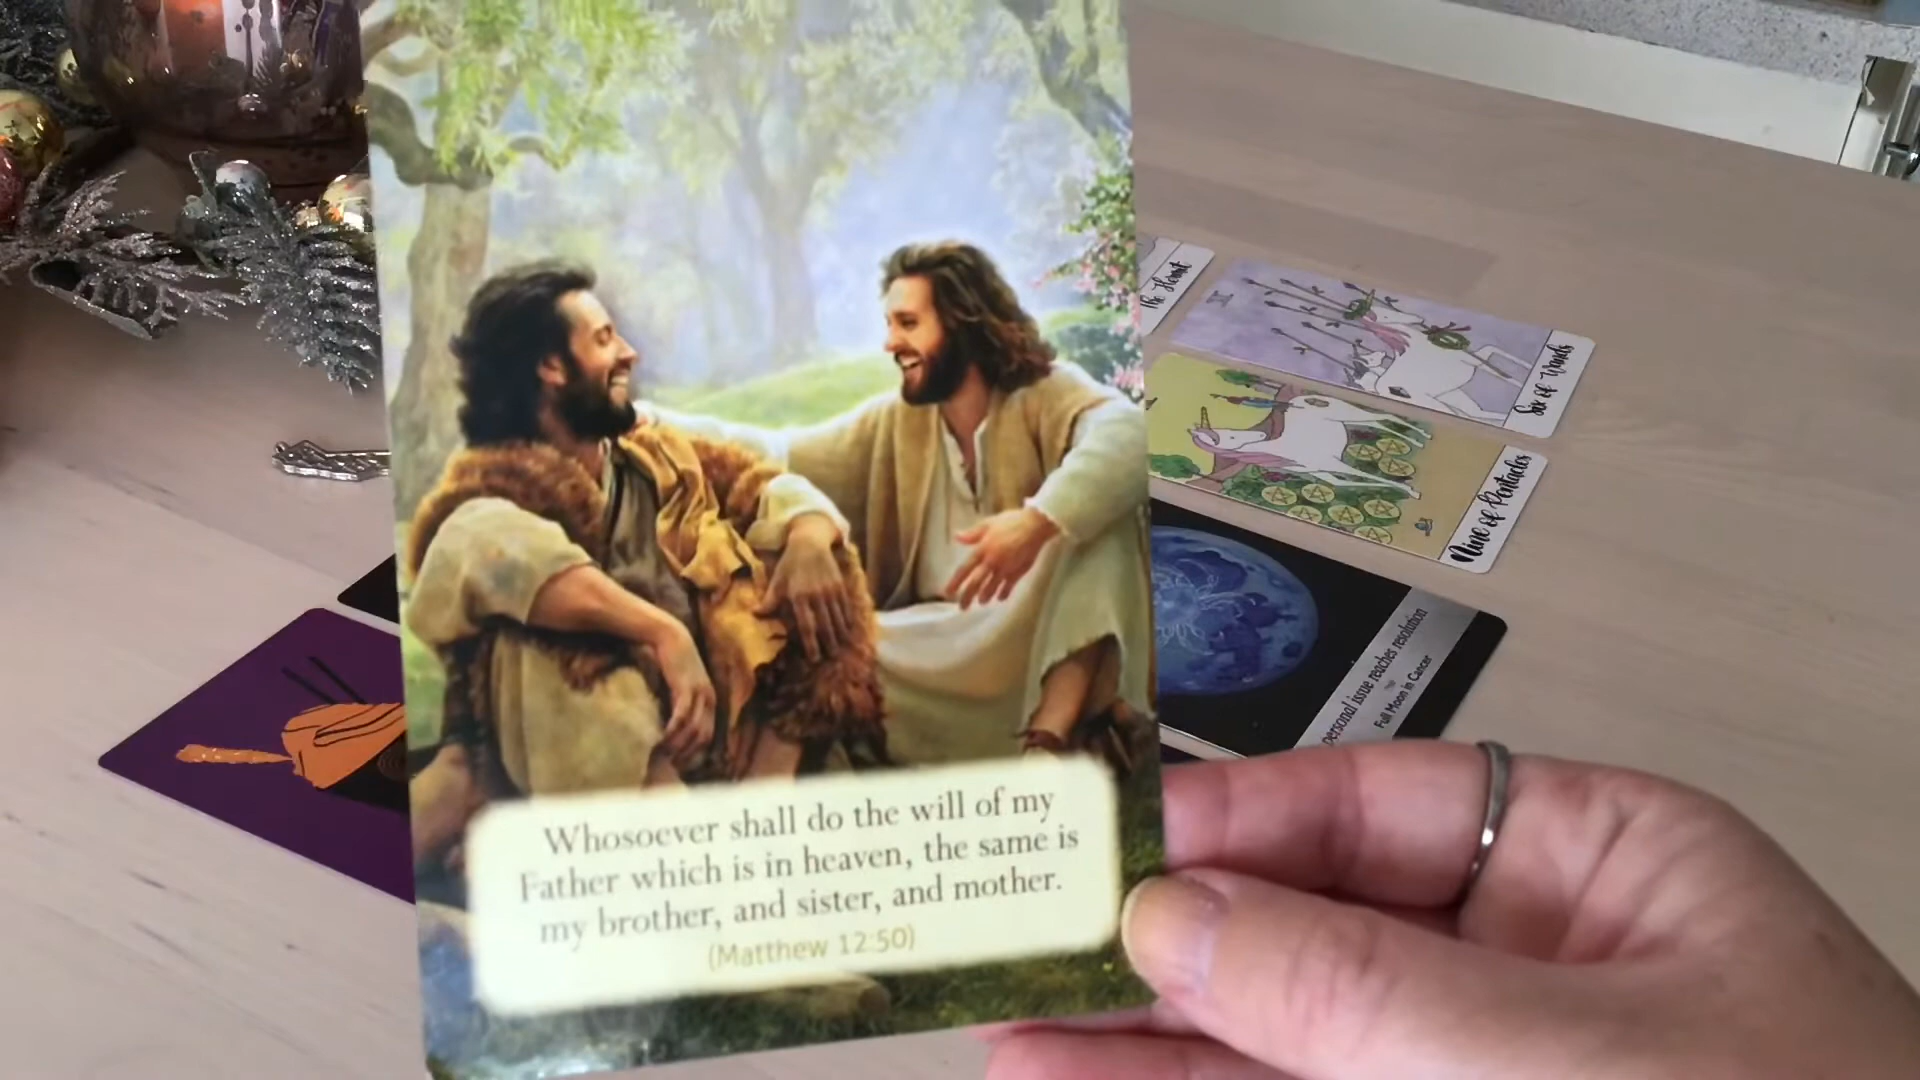 Whosoever shall do the will of my
Father which is in heaven, the same is
my brother, and sister, and mother.
(Matthew 12:50)
The Hermit
Six of Wands
Nine of Pentacles
personal issue reaches resolution
Full Moon in Cancer